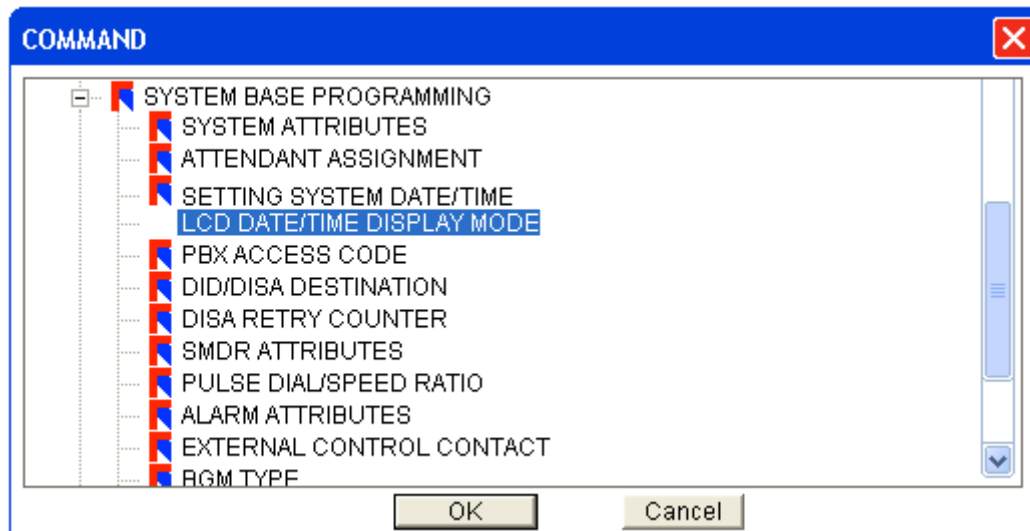 COMMAND
SYSTEM BASE PROGRAMMING
SYSTEM ATTRIBUTES
ATTENDANT ASSIGNMENT
SETTING SYSTEM DATE/TIME
LCD DATE/TIME DISPLAY MODE
PBX ACCESS CODE
DID/DISA DESTINATION
DISA RETRY COUNTER
SMDR ATTRIBUTES
PULSE DIAL/SPEED RATIO
ALARM ATTRIBUTES
EXTERNAL CONTROL CONTACT
BGM TYPE
OK Cancel